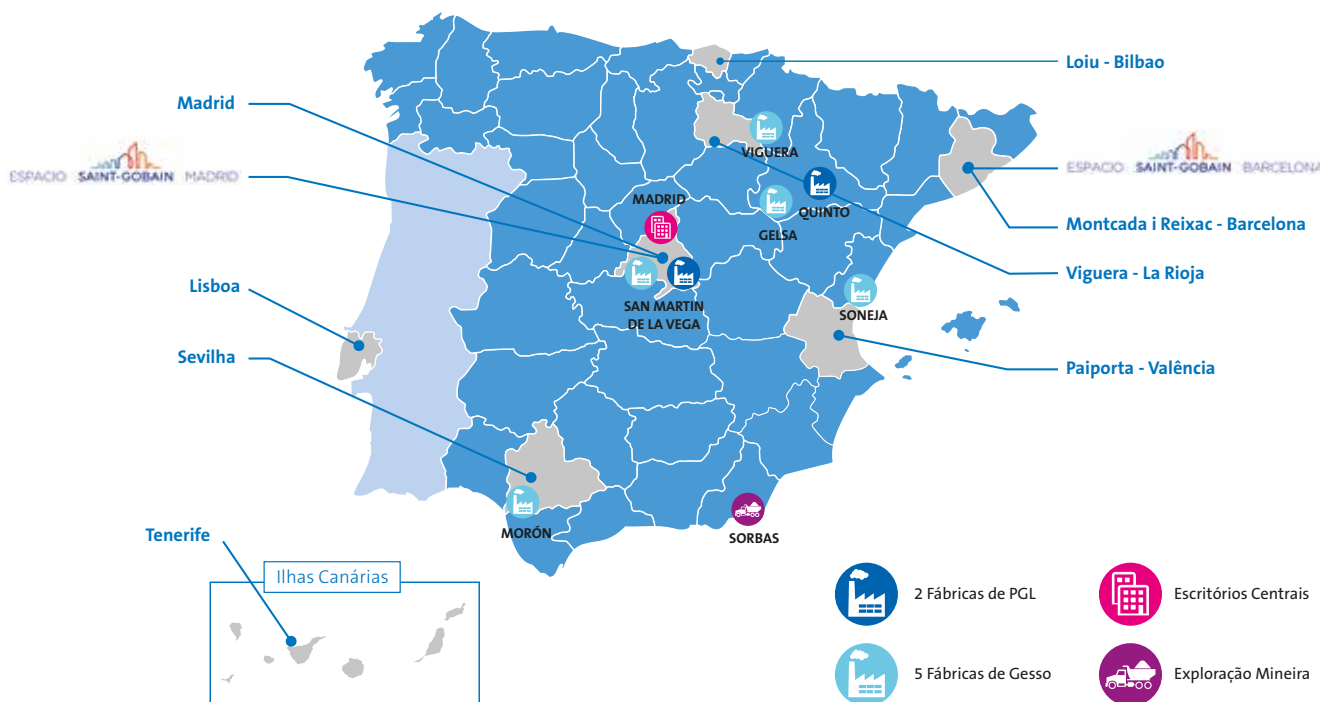 Loiu - Bilbao
Madrid
ESPACIO SAINT-GOBAIN MADRID
ESPACIO SAINT-GOBAIN BARCELONA
VIGUERA
MADRID
QUINTO
GELSA
Montcada i Reixac - Barcelona
Viguera - La Rioja
Lisboa
SAN MARTIN
DE LA VEGA
SONEJA
Sevilha
Paiporta - Valência
MORÓN
SORBAS
Tenerife
Ilhas Canárias
2 Fábricas de PGL
Escritórios Centrais
5 Fábricas de Gesso
Exploração Mineira